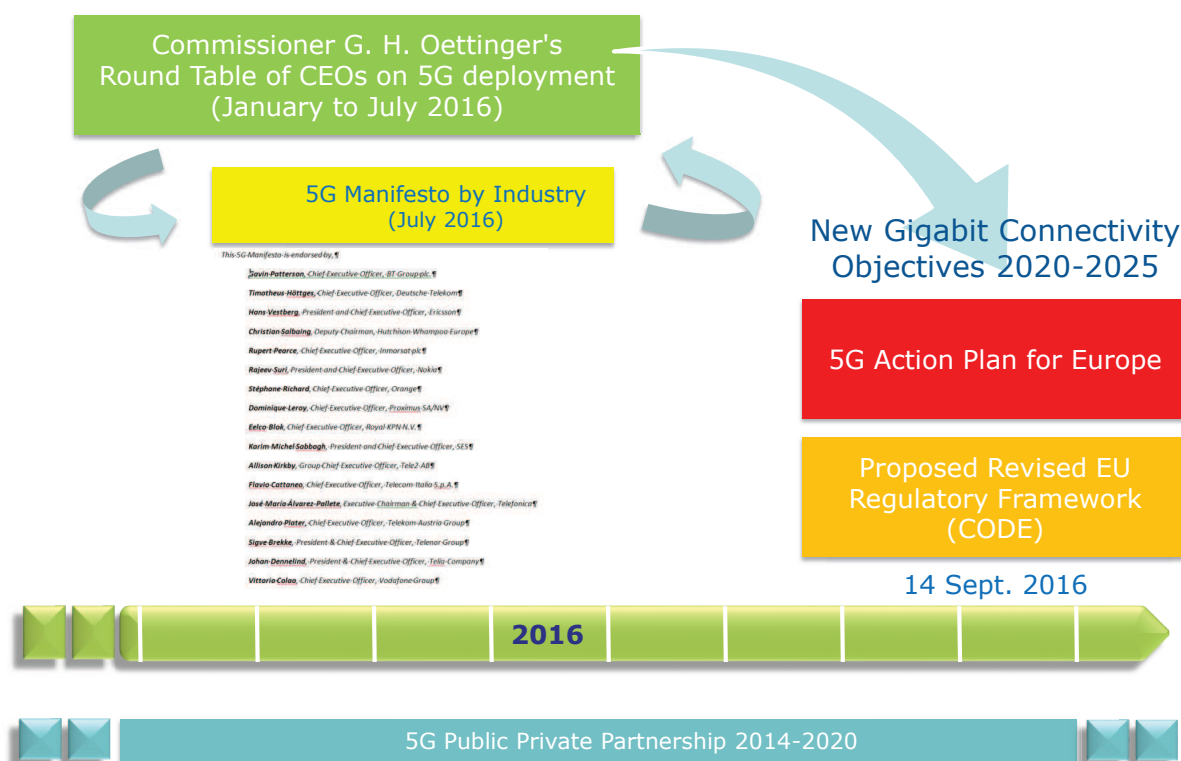 Commissioner G. H. Oettinger's
Round Table of CEOs on 5G deployment
(January to July 2016)
5G Manifesto by Industry
(July 2016)
This·5G·Manifesto·is·endorsed·by,¶
Gavin·Patterson,·Chief·Executive·Officer,·BT·Group·plc.¶
Timotheus·Höttges,·Chief·Executive·Officer,·Deutsche·Telekom¶
Hans·Vestberg,·President·and·Chief·Executive·Officer,·Ericsson¶
Christian·Salbaing,·Deputy·Chairman,·Hutchison·Whampoa·Europe¶
Rupert·Pearce,·Chief·Executive·Officer,·Inmarsat·plc¶
Rajeev·Suri,·President·and·Chief·Executive·Officer,·Nokia¶
Stéphane·Richard,·Chief·Executive·Officer,·Orange¶
Dominique·Leroy,·Chief·Executive·Officer,·Proximus·SA/NV¶
Eelco·Blok,·Chief·Executive·Officer,·Royal·KPN·N.V.¶
Karim·Michel·Sabbagh,·President·and·Chief·Executive·Officer,·SES¶
Allison·Kirkby,·Group·Chief·Executive·Officer,·Tele2·AB¶
Flavio·Cattaneo,·Chief·Executive·Officer,·Telecom·Italia·S.p.A.¶
José·María·Álvarez-Pallete,·Executive·Chairman·&·Chief·Executive·Officer,·Telefonica¶
Alejandro·Plater,·Chief·Executive·Officer,·Telekom·Austria·Group¶
Sigve·Brekke,·President·&·Chief·Executive·Officer,·Telenor·Group¶
Johan·Dennelind,·President·&·Chief·Executive·Officer,·Telia·Company¶
Vittorio·Colao,·Chief·Executive·Officer,·Vodafone·Group¶
New Gigabit Connectivity
Objectives 2020-2025
5G Action Plan for Europe
Proposed Revised EU
Regulatory Framework
(CODE)
14 Sept. 2016
2016
5G Public Private Partnership 2014-2020